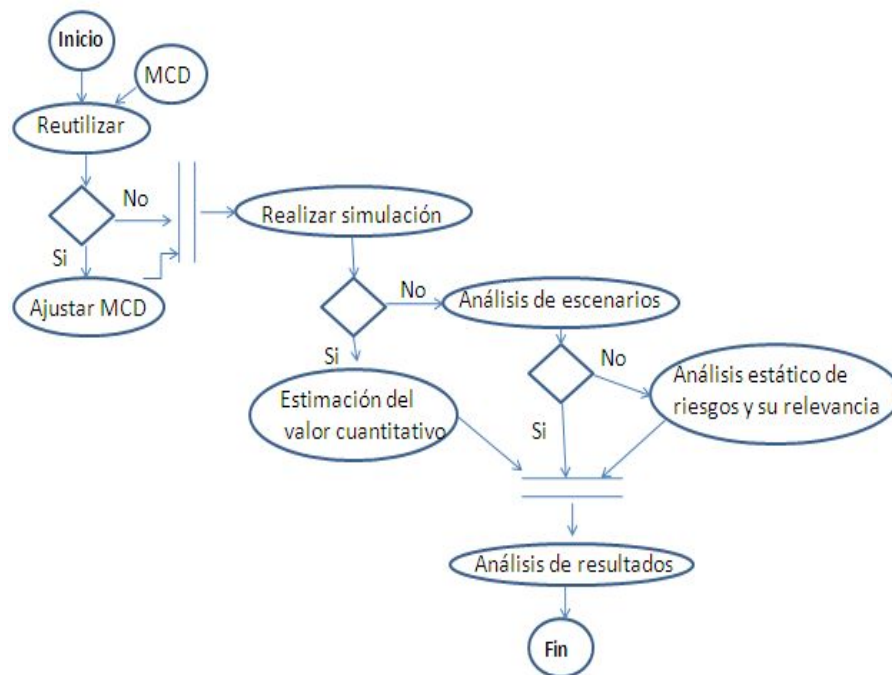 Inicio
MCD
Reutilizar
No
Si
Ajustar MCD
Realizar simulación
No
Si
Análisis de escenarios
No
Si
Estimación del
valor cuantitativo
Análisis estático de
riesgos y su relevancia
Análisis de resultados
Fin